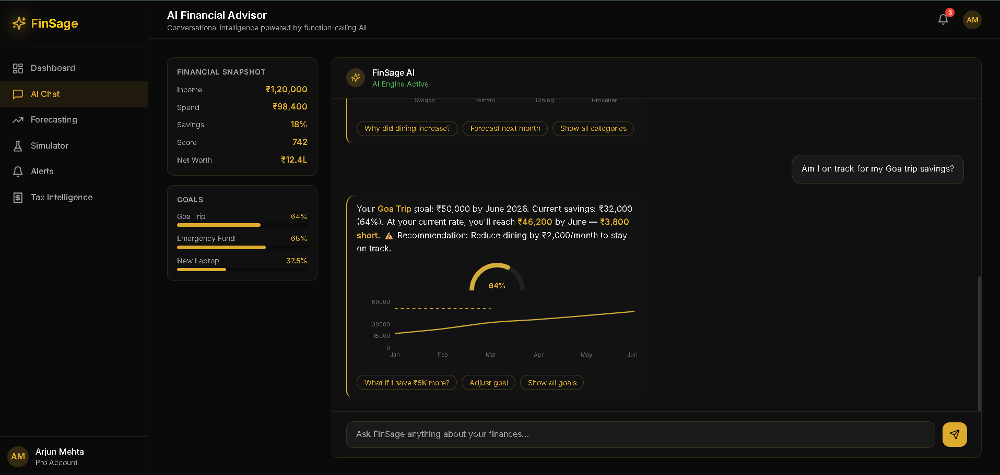 FinSage
Dashboard
AI Chat
Forecasting
Simulator
Alerts
Tax Intelligence
AM
Arjun Mehta
Pro Account
AI Financial Advisor
Conversational intelligence powered by function-calling AI
3
AM
FINANCIAL SNAPSHOT
Income ₹1,20,000
Spend ₹98,400
Savings 18%
Score 742
Net Worth ₹12.4L
GOALS
Goa Trip 64%
Emergency Fund 68%
New Laptop 37.5%
FinSage AI
AI Engine Active
Swiggy Zomato Dining Groceries
Why did dining increase? Forecast next month Show all categories
Am I on track for my Goa trip savings?
Your Goa Trip goal: ₹50,000 by June 2026. Current savings: ₹32,000
(64%). At your current rate, you'll reach ₹46,200 by June — ₹3,800
short. ⚠ Recommendation: Reduce dining by ₹2,000/month to stay
on track.
64%
60000
30000
15000
0
Jan Feb Mar Apr May Jun
What if I save ₹5K more? Adjust goal Show all goals
Ask FinSage anything about your finances...